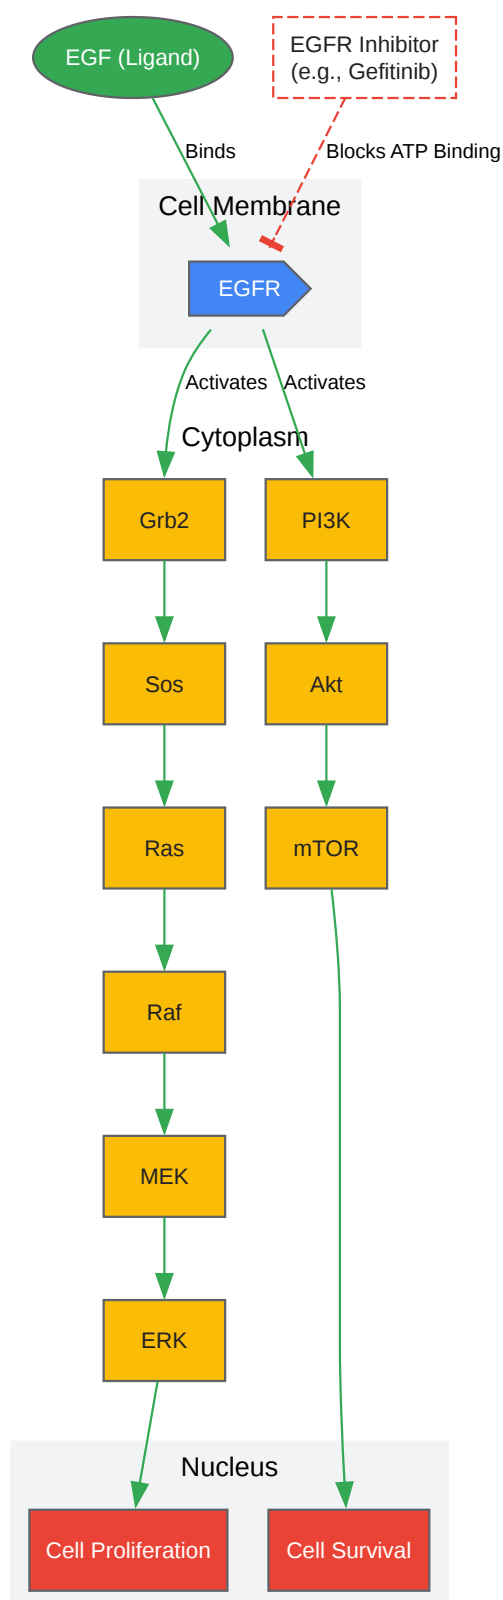 EGF (Ligand)
EGFR Inhibitor
(e.g., Gefitinib)
Binds
Blocks ATP Binding
Cell Membrane
EGFR
Activates
Activates
Cytoplasm
Grb2
PI3K
Sos
Akt
Ras
mTOR
Raf
MEK
ERK
Nucleus
Cell Proliferation
Cell Survival